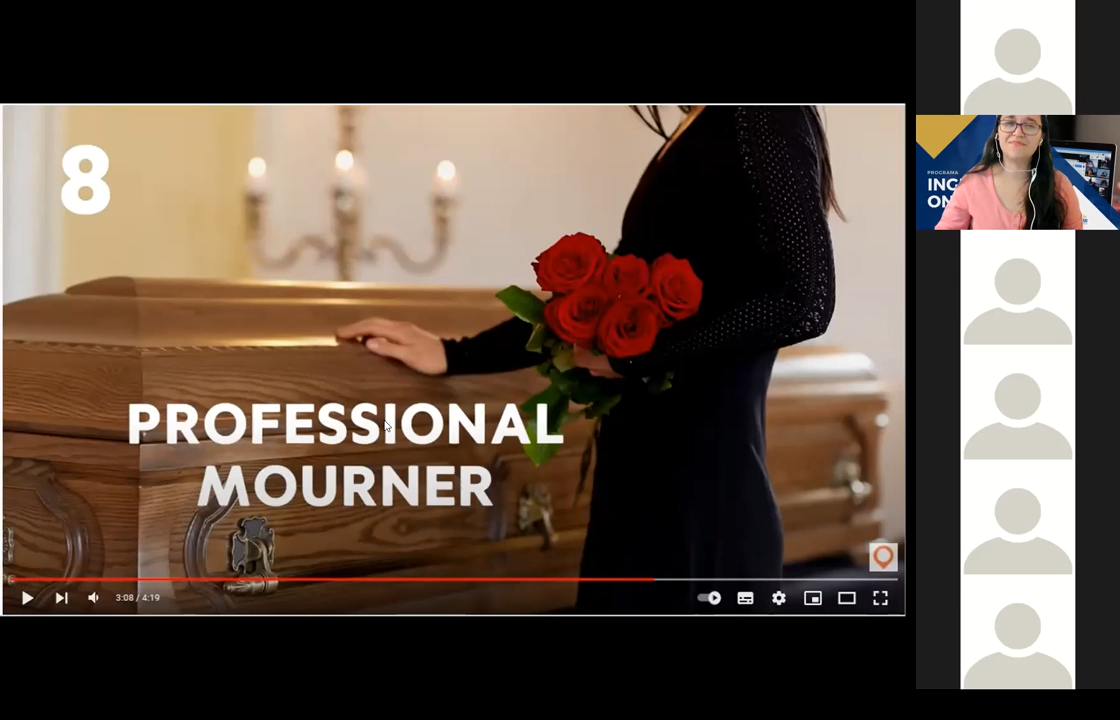 8
PROFESSIONAL
MOURNER
3:08 / 4:19
PROGRAMA
ING
ON